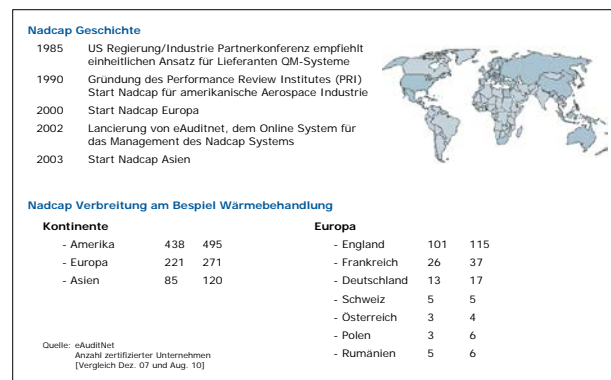 Nadcap Geschichte
1985 US Regierung/Industrie Partnerkonferenz empfiehlt
einheitlichen Ansatz für Lieferanten QM-Systeme
1990 Gründung des Performance Review Institutes (PRI)
Start Nadcap für amerikanische Aerospace Industrie
2000 Start Nadcap Europa
2002 Lancierung von eAuditnet, dem Online System für
das Management des Nadcap Systems
2003 Start Nadcap Asien
Nadcap Verbreitung am Bespiel Wärmebehandlung
Kontinente
- Amerika 438 495
- Europa 221 271
- Asien 85 120
Europa
- England 101 115
- Frankreich 26 37
- Deutschland 13 17
- Schweiz 5 5
- Österreich 3 4
- Polen 3 6
- Rumänien 5 6
Quelle: eAuditNet
Anzahl zertifizierter Unternehmen
[Vergleich Dez. 07 und Aug. 10]